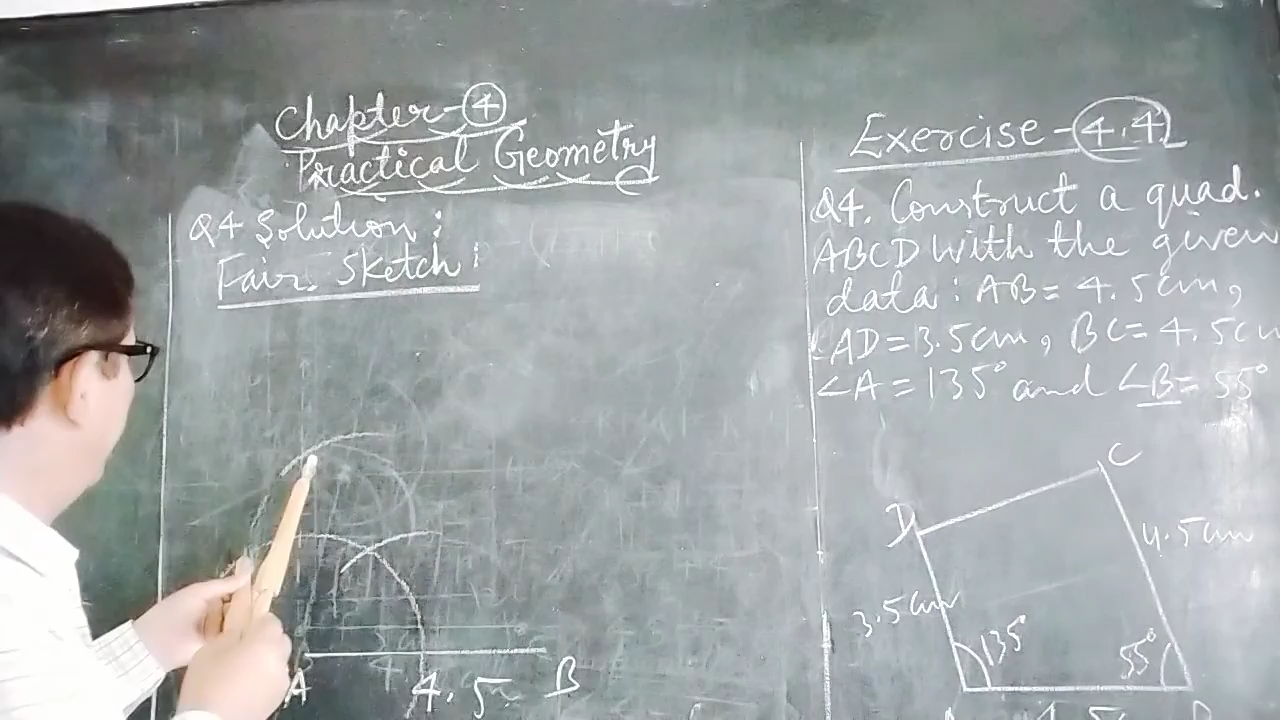 Chapter-4
Practical Geometry
Q4 Solution:
Fair Sketch:
A 4.5 B
Exercise-4.4
Q4. Construct a quad.
ABCD with the given
data: AB = 4.5cm,
AD = 3.5cm, BC = 4.5cm
∠A = 135° and ∠B = 55°
C
D
4.5cm
3.5cm
135°
55°